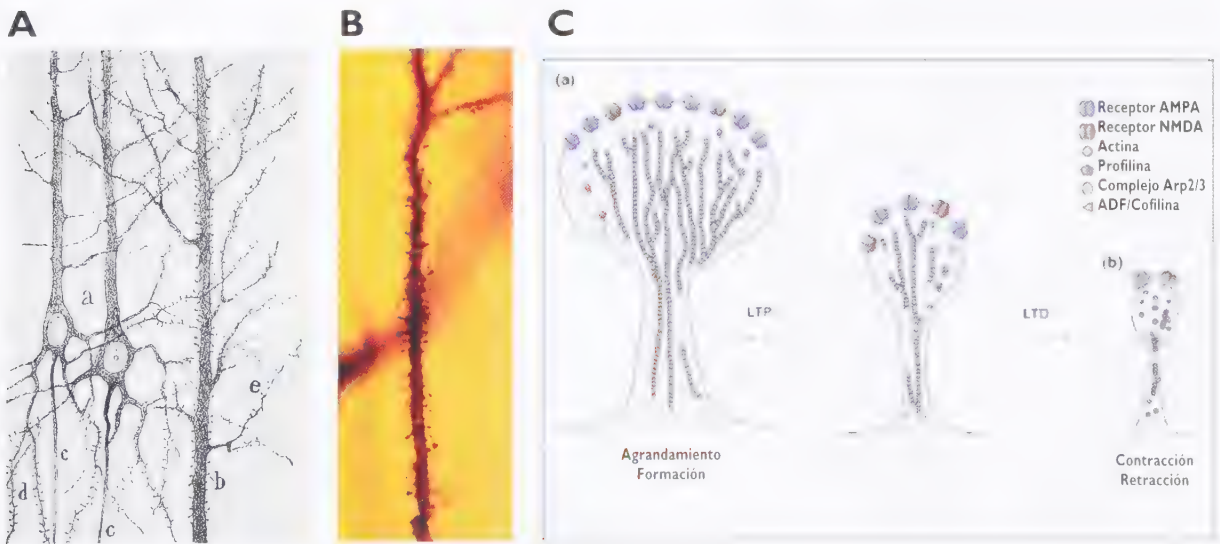 A
B
C
a
e
c
d
b
c
(a)
Receptor AMPA
Receptor NMDA
Actina
Profilina
Complejo Arp2/3
ADF/Cofilina
(b)
LTP
LTD
Agrandamiento
Formación
Contracción
Retracción